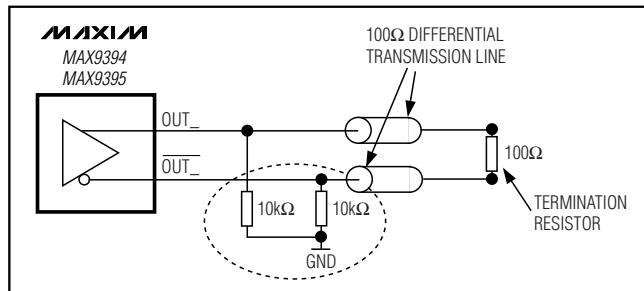 MAXIM
MAX9394
MAX9395
100Ω DIFFERENTIAL
TRANSMISSION LINE
OUT_
OUT_
100Ω
10kΩ
10kΩ
GND
TERMINATION
RESISTOR